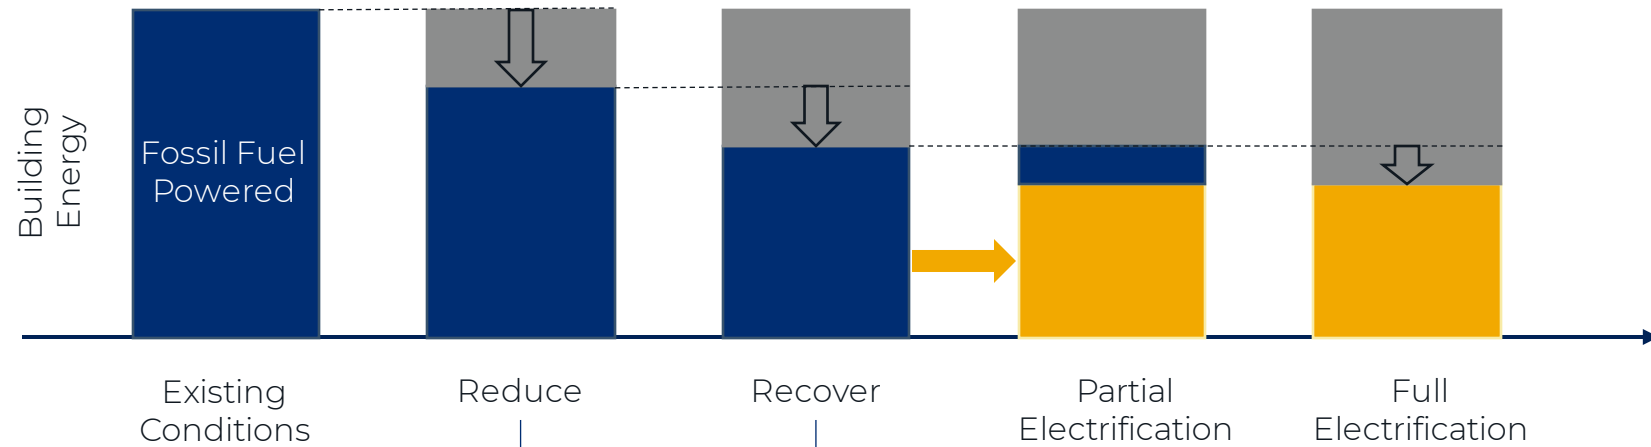 Building
Energy
Fossil Fuel
Powered
Existing
Conditions
Reduce
Recover
Partial
Electrification
Full
Electrification